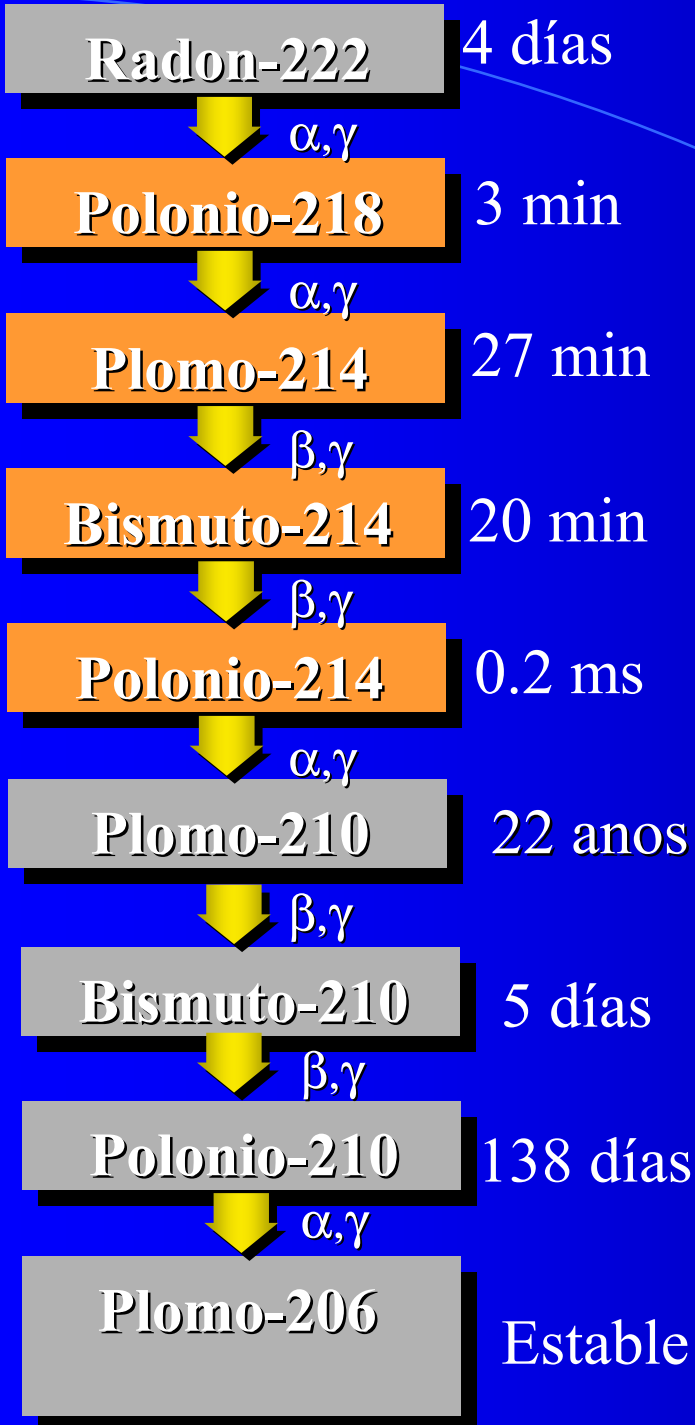 Radon-222 4 días
α,γ
Polonio-218 3 min
α,γ
Plomo-214 27 min
β,γ
Bismuto-214 20 min
β,γ
Polonio-214 0.2 ms
α,γ
Plomo-210 22 anos
β,γ
Bismuto-210 5 días
β,γ
Polonio-210 138 días
α,γ
Plomo-206
Estable